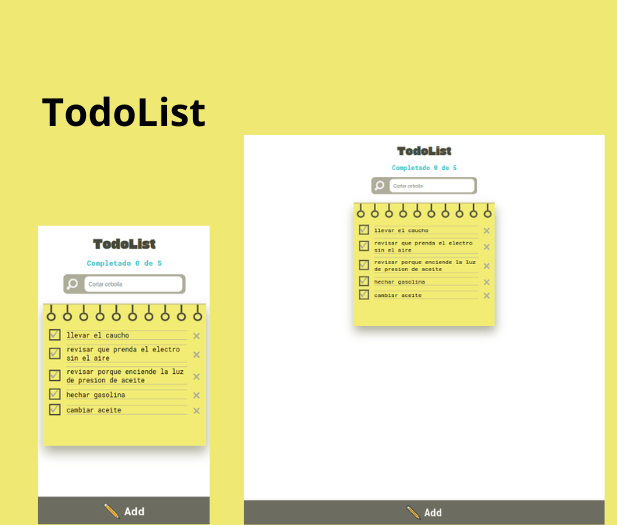 TodoList
TodoList
Completado 0 de 5
Cortar cebolla
llevar el caucho
revisar que prenda el electro
sin el aire
revisar porque enciende la luz
de presion de aceite
hechar gasolina
cambiar aceite
Add
TodoList
Completado 0 de 5
Cortar cebolla
llevar el caucho
revisar que prenda el electro
sin el aire
revisar porque enciende la luz
de presion de aceite
hechar gasolina
cambiar aceite
Add